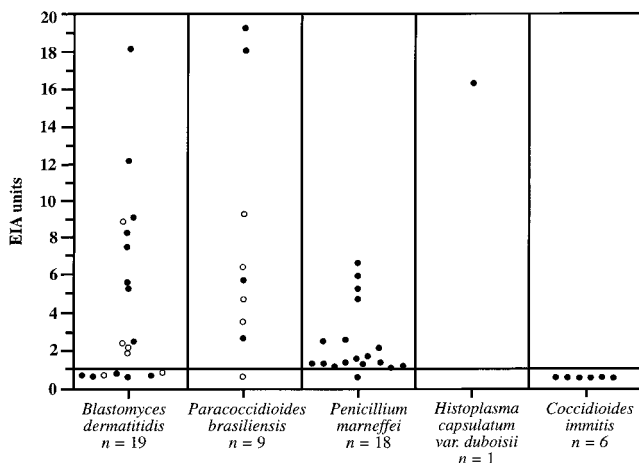 20
18
16
14
12
10
8
6
4
2
0
EIA units
Blastomyces
dermatitidis
n = 19
Paracoccidioides
brasiliensis
n = 9
Penicillium
marneffei
n = 18
Histoplasma
capsulatum
var. duboisii
n = 1
Coccidioides
immitis
n = 6